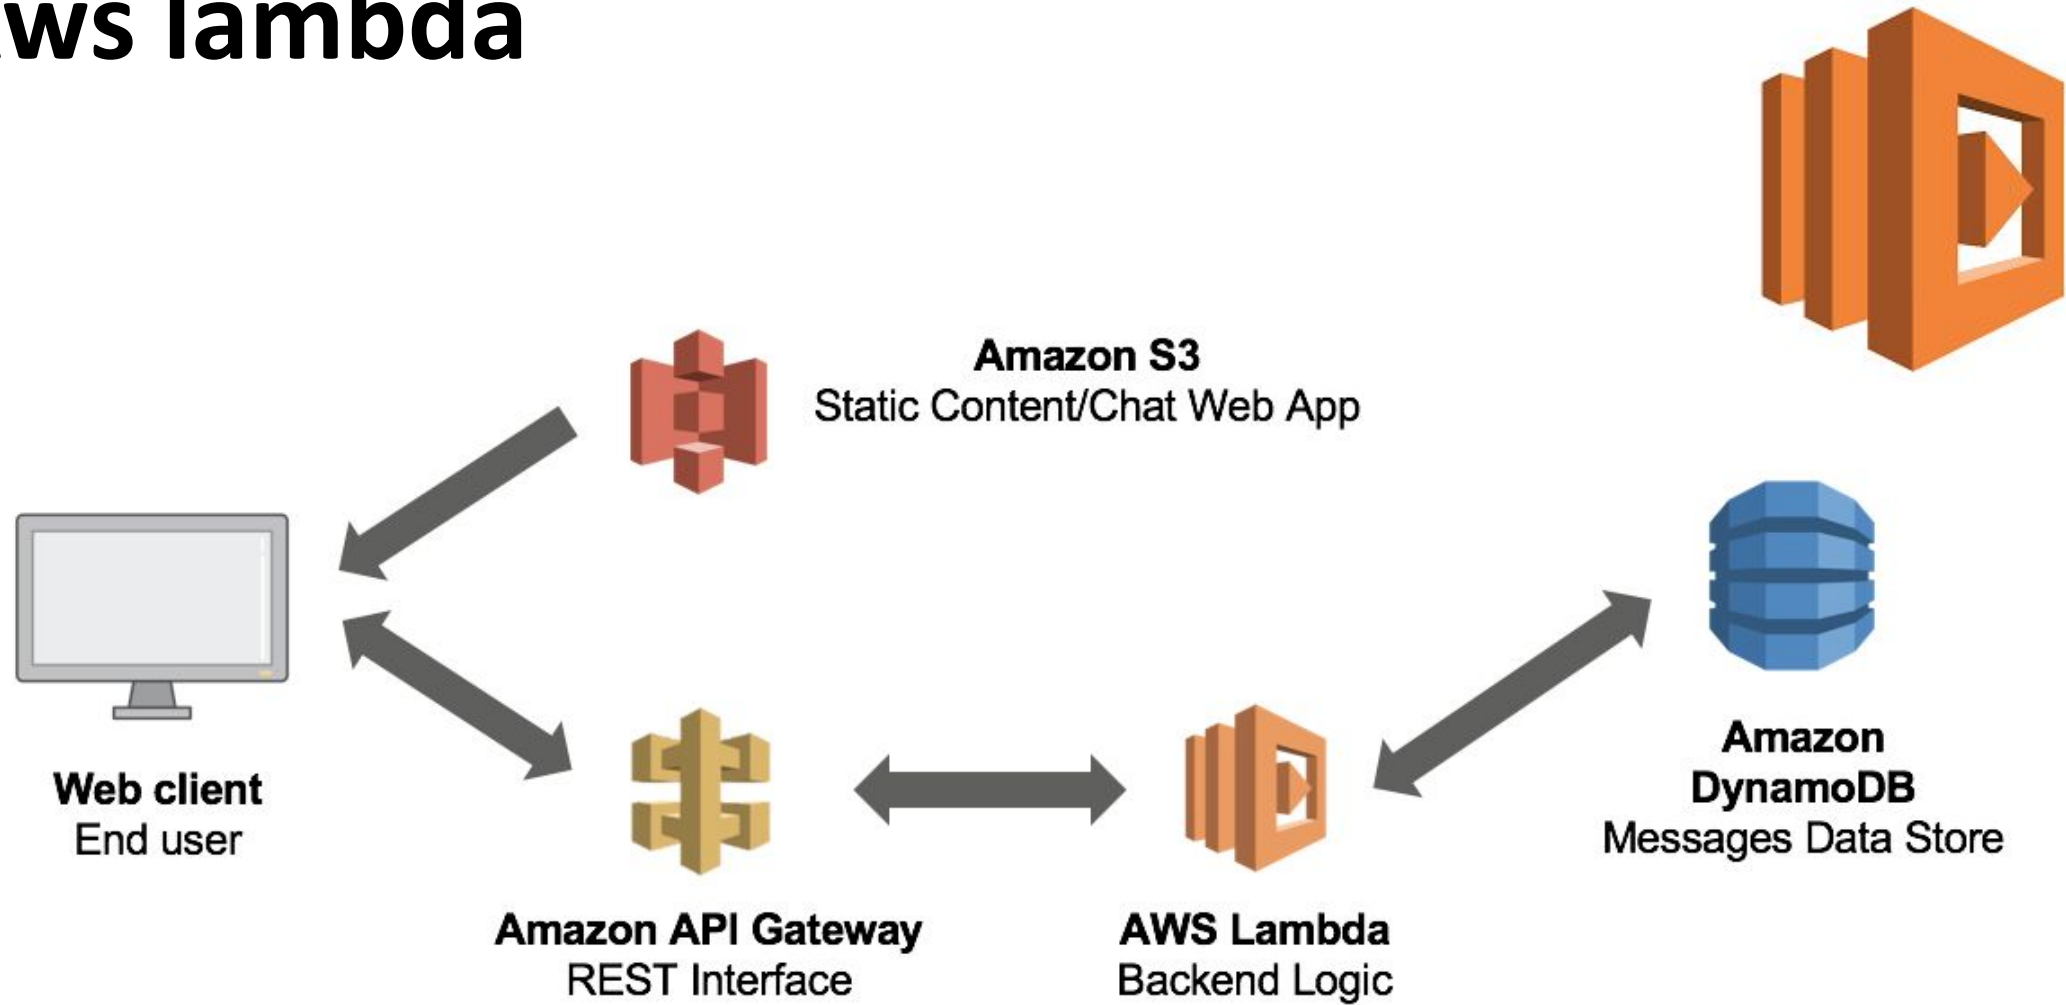 ws lambda
Amazon S3
Static Content/Chat Web App
Web client
End user
Amazon API Gateway
REST Interface
AWS Lambda
Backend Logic
Amazon
DynamoDB
Messages Data Store